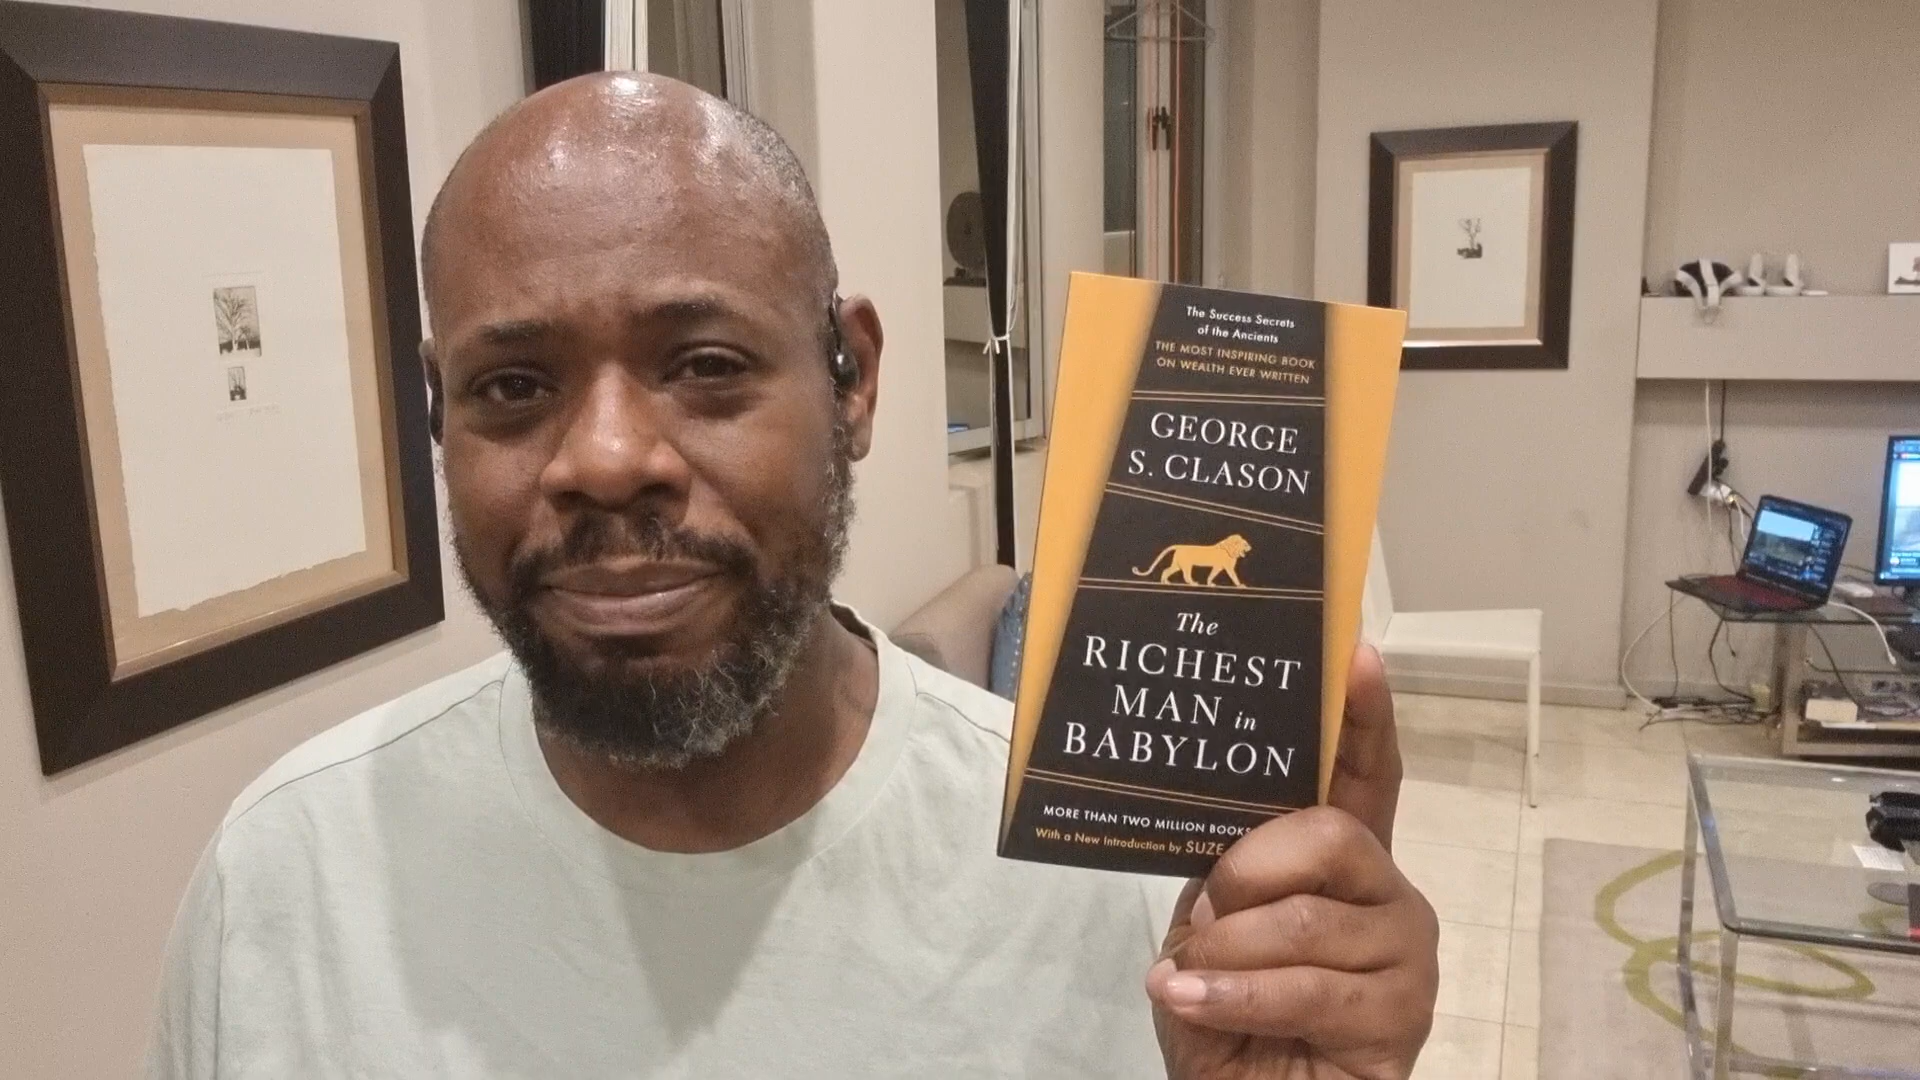 The Success Secrets
of the Ancients
THE MOST INSPIRING BOOK
ON WEALTH EVER WRITTEN
GEORGE
S. CLASON
The
RICHEST
MAN in
BABYLON
MORE THAN TWO MILLION BOOKS
With a New Introduction by SUZE